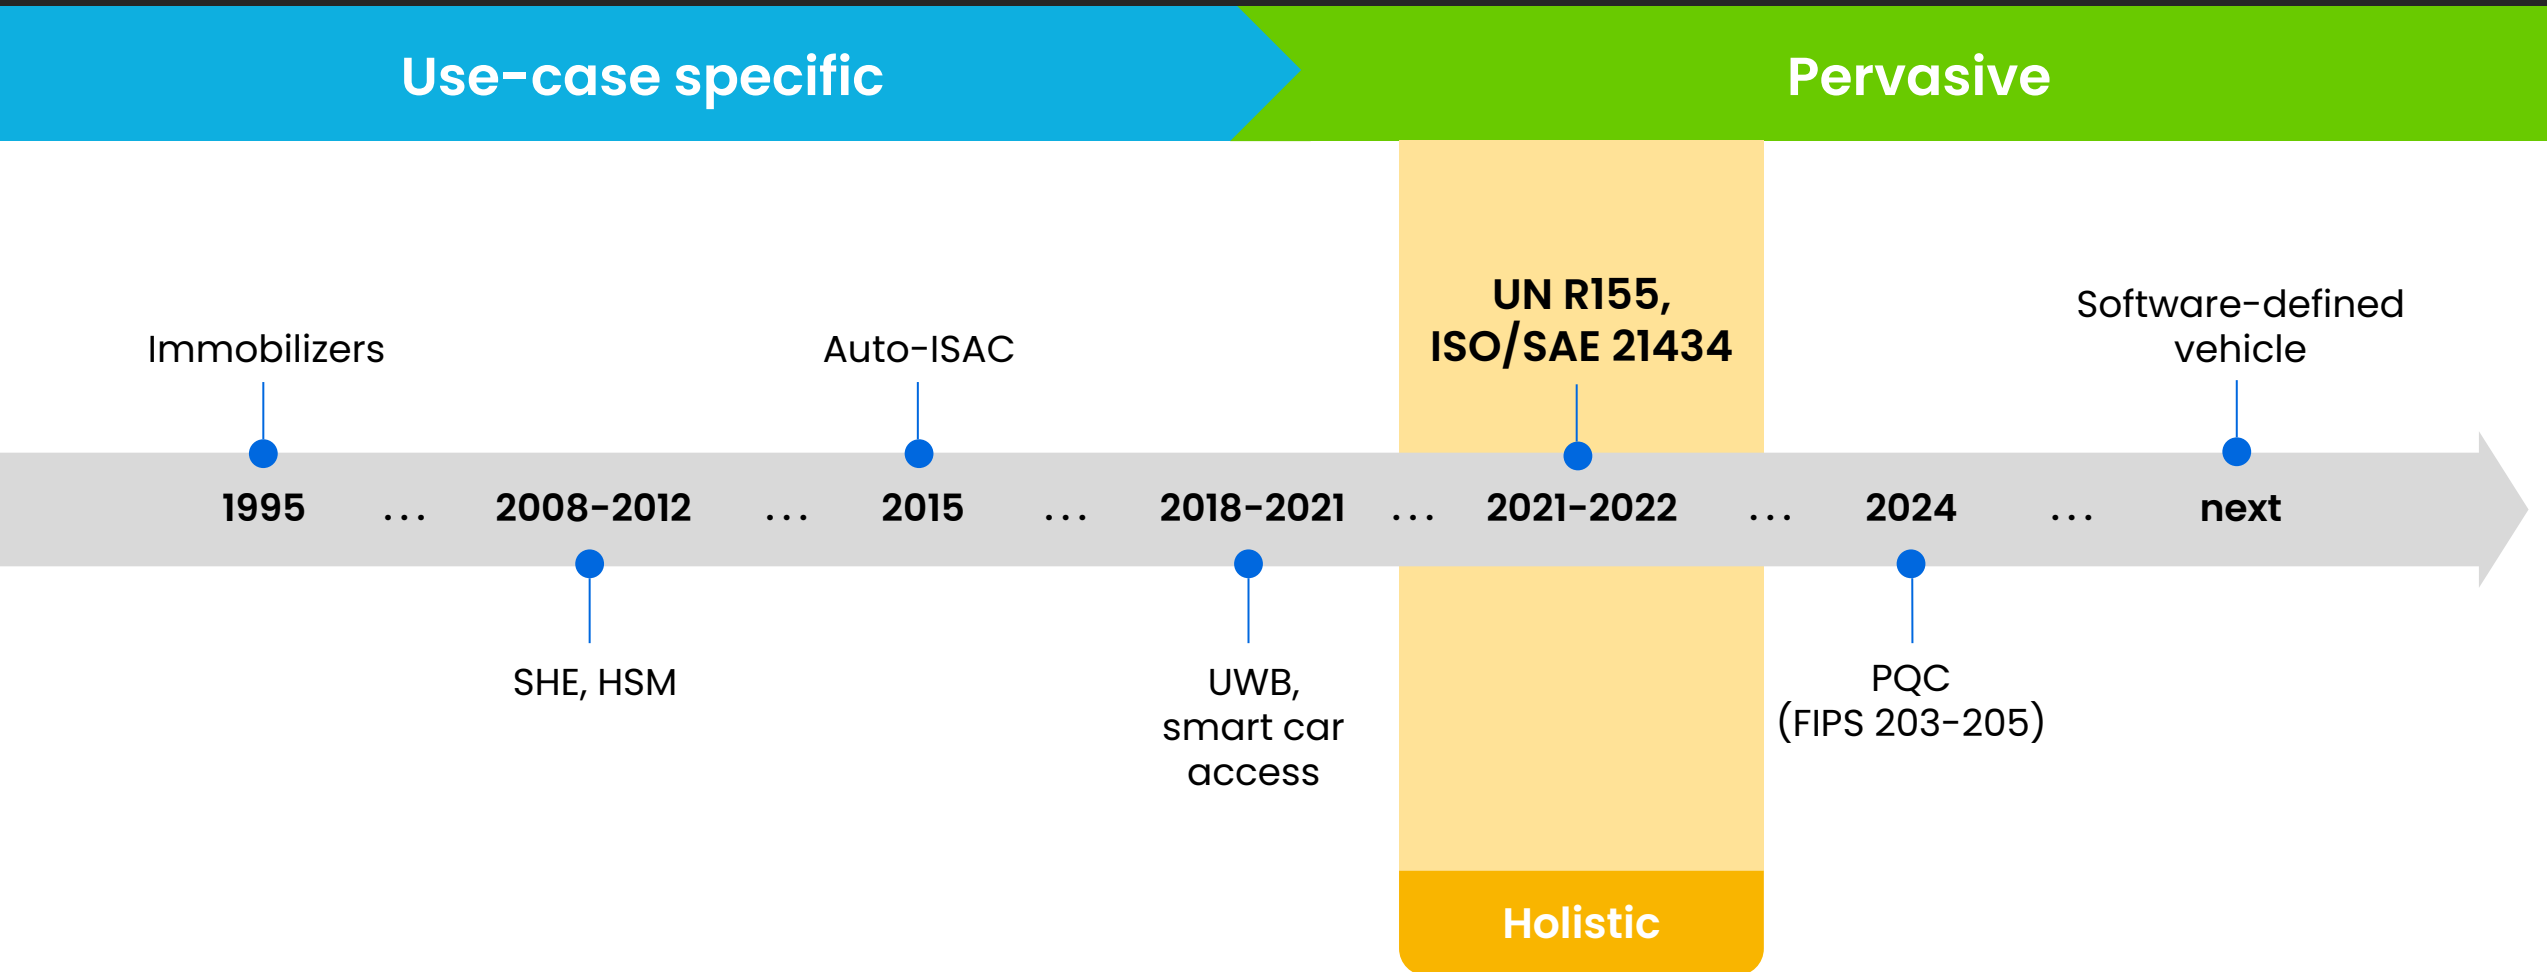 Use-case specific
Pervasive
Immobilizers
Auto-ISAC
UN R155,
ISO/SAE 21434
Software-defined
vehicle
1995 ... 2008-2012 ... 2015 ... 2018-2021 ... 2021-2022 ... 2024 ... next
SHE, HSM
UWB,
smart car
access
PQC
(FIPS 203-205)
Holistic